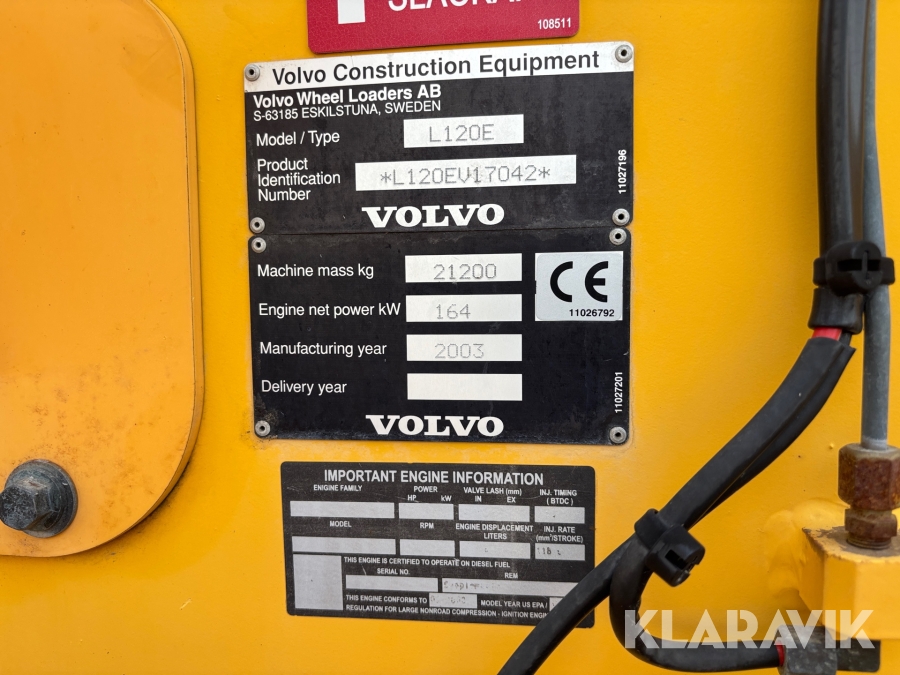 108511
Volvo Construction Equipment
Volvo Wheel Loaders AB
S-63185 ESKILSTUNA, SWEDEN
Model / Type L120E
Product Identification Number *L120EV17042*
11027196
VOLVO
Machine mass kg 21200
CE
11026792
Engine net power kW 164
Manufacturing year 2003
Delivery year
11027201
VOLVO
IMPORTANT ENGINE INFORMATION
ENGINE FAMILY
POWER
HP kW
VALVE LASH (mm)
IN EX
INJ. TIMING
( BTDC )
MODEL
RPM
ENGINE DISPLACEMENT
LITERS
INJ. RATE
(mm³/STROKE)
THIS ENGINE IS CERTIFIED TO OPERATE ON DIESEL FUEL
SERIAL NO.
REM
THIS ENGINE CONFORMS TO
MODEL YEAR US EPA /
REGULATION FOR LARGE NONROAD COMPRESSION - IGNITION
KLARAVIK